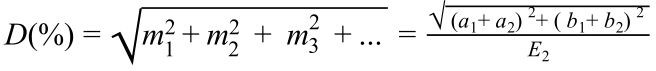 D(%) = √(m₁² + m₂² + m₃² + ...) = √((a₁+ a₂)² + (b₁+ b₂)²) / E₂